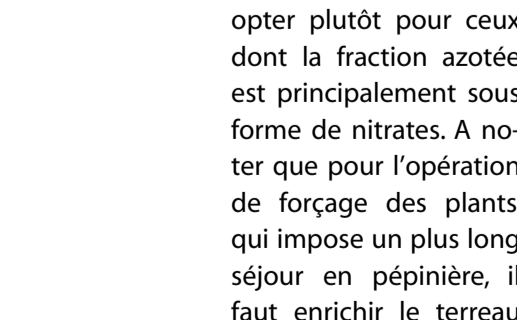 opter plutôt pour ceux
dont la fraction azotée
est principalement sous
forme de nitrates. A no-
ter que pour l'opération
de forçage des plants
qui impose un plus long
séjour en pépinière, il
faut enrichir le terreau